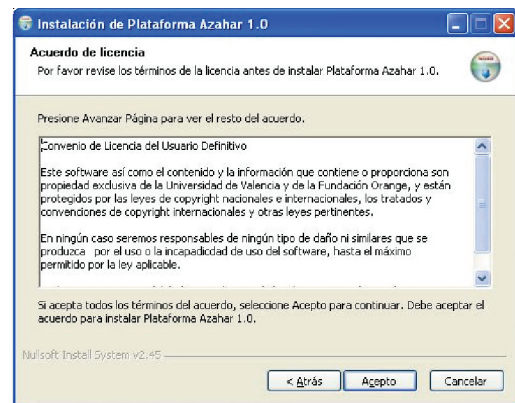 Instalación de Plataforma Azahar 1.0
Acuerdo de licencia
Por favor revise los términos de la licencia antes de instalar Plataforma Azahar 1.0.
Presione Avanzar Página para ver el resto del acuerdo.
Convenio de Licencia del Usuario Definitivo
Este software así como el contenido y la información que contiene o proporciona son
propiedad exclusiva de la Universidad de Valencia y de la Fundación Orange, y están
protegidos por las leyes de copyright nacionales e internacionales, los tratados y
convenciones de copyright internacionales y otras leyes pertinentes.
En ningún caso seremos responsables de ningún tipo de daño ni similares que se
produzca por el uso o la incapadicdad de uso del software, hasta el máximo
permitido por la ley aplicable.
Si acepta todos los términos del acuerdo, seleccione Acepto para continuar. Debe aceptar el
acuerdo para instalar Plataforma Azahar 1.0.
Nullsoft Install System v2.45
< Atrás
Acepto
Cancelar